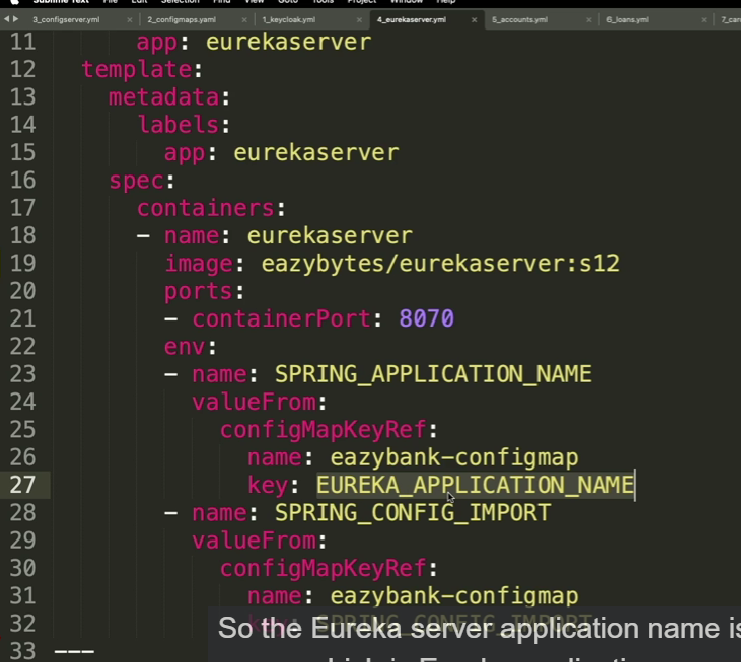 Sublime Text File Edit Selection Find View Goto Tools Project Window Help
3_configserver.yml 2_configmaps.yaml 1_keycloak.yml 4_eurekaserver.yml 5_accounts.yml 6_loans.yml
11 app: eurekaserver
12 template:
13 metadata:
14 labels:
15 app: eurekaserver
16 spec:
17 containers:
18 - name: eurekaserver
19 image: eazybytes/eurekaserver:s12
20 ports:
21 - containerPort: 8070
22 env:
23 - name: SPRING_APPLICATION_NAME
24 valueFrom:
25 configMapKeyRef:
26 name: eazybank-configmap
27 key: EUREKA_APPLICATION_NAME
28 - name: SPRING_CONFIG_IMPORT
29 valueFrom:
30 configMapKeyRef:
31 name: eazybank-configmap
32 key: SPRING_CONFIG_IMPORT
So the Eureka server application name is
33 ---